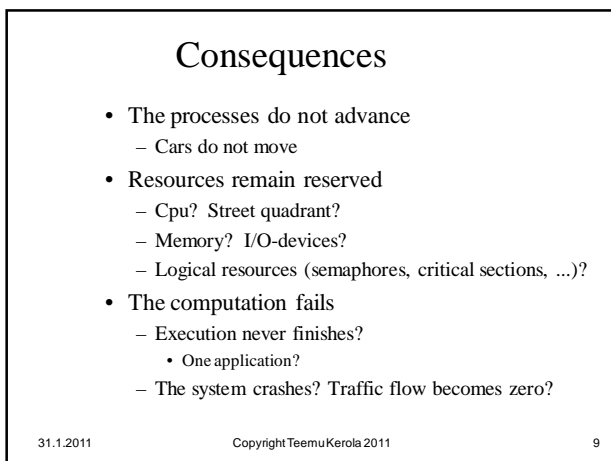 Consequences
• The processes do not advance
– Cars do not move
• Resources remain reserved
– Cpu? Street quadrant?
– Memory? I/O-devices?
– Logical resources (semaphores, critical sections, ...)?
• The computation fails
– Execution never finishes?
• One application?
– The system crashes? Traffic flow becomes zero?
31.1.2011 Copyright Teemu Kerola 2011 9